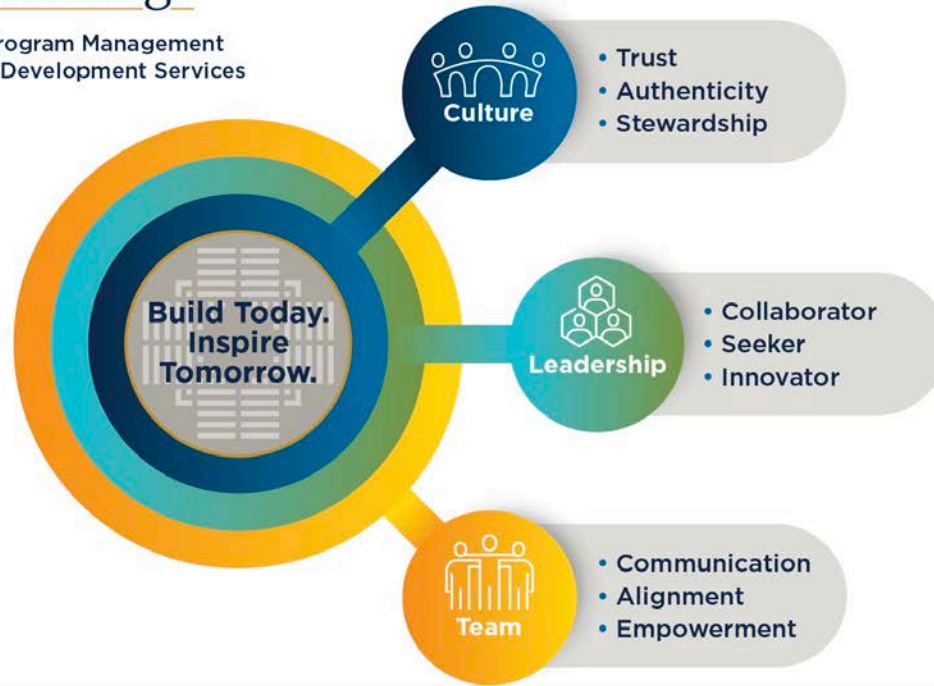 Program Management
Development Services
Culture
• Trust
• Authenticity
• Stewardship
Build Today.
Inspire
Tomorrow.
Leadership
• Collaborator
• Seeker
• Innovator
Team
• Communication
• Alignment
• Empowerment